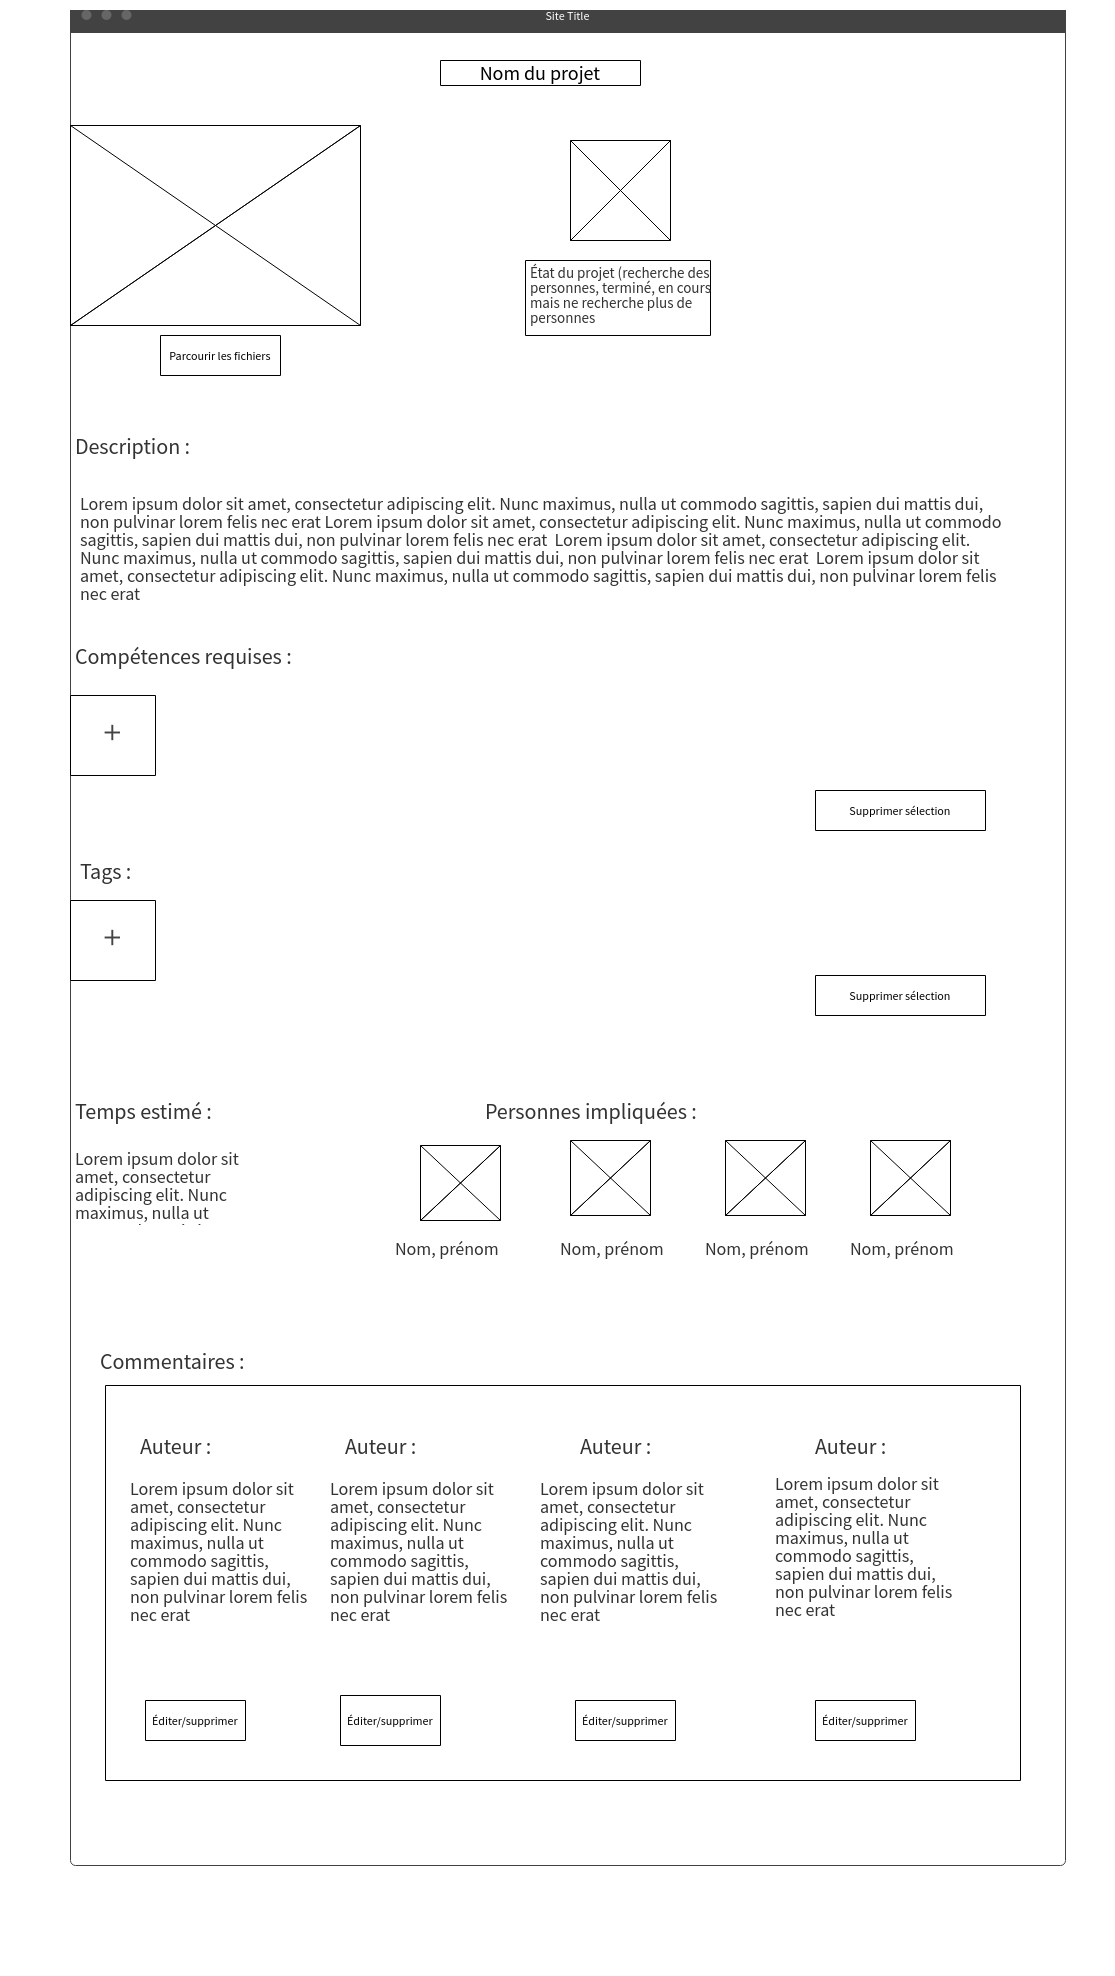 Site Title
Nom du projet
État du projet (recherche des
personnes, terminé, en cours
mais ne recherche plus de
personnes
Parcourir les fichiers
Description :
Lorem ipsum dolor sit amet, consectetur adipiscing elit. Nunc maximus, nulla ut commodo sagittis, sapien dui mattis dui,
non pulvinar lorem felis nec erat Lorem ipsum dolor sit amet, consectetur adipiscing elit. Nunc maximus, nulla ut commodo
sagittis, sapien dui mattis dui, non pulvinar lorem felis nec erat  Lorem ipsum dolor sit amet, consectetur adipiscing elit.
Nunc maximus, nulla ut commodo sagittis, sapien dui mattis dui, non pulvinar lorem felis nec erat  Lorem ipsum dolor sit
amet, consectetur adipiscing elit. Nunc maximus, nulla ut commodo sagittis, sapien dui mattis dui, non pulvinar lorem felis
nec erat
Compétences requises :
+
Supprimer sélection
Tags :
+
Supprimer sélection
Temps estimé :
Lorem ipsum dolor sit
amet, consectetur
adipiscing elit. Nunc
maximus, nulla ut
Personnes impliquées :
Nom, prénom
Nom, prénom
Nom, prénom
Nom, prénom
Commentaires :
Auteur :
Lorem ipsum dolor sit
amet, consectetur
adipiscing elit. Nunc
maximus, nulla ut
commodo sagittis,
sapien dui mattis dui,
non pulvinar lorem felis
nec erat
Éditer/supprimer
Auteur :
Lorem ipsum dolor sit
amet, consectetur
adipiscing elit. Nunc
maximus, nulla ut
commodo sagittis,
sapien dui mattis dui,
non pulvinar lorem felis
nec erat
Éditer/supprimer
Auteur :
Lorem ipsum dolor sit
amet, consectetur
adipiscing elit. Nunc
maximus, nulla ut
commodo sagittis,
sapien dui mattis dui,
non pulvinar lorem felis
nec erat
Éditer/supprimer
Auteur :
Lorem ipsum dolor sit
amet, consectetur
adipiscing elit. Nunc
maximus, nulla ut
commodo sagittis,
sapien dui mattis dui,
non pulvinar lorem felis
nec erat
Éditer/supprimer